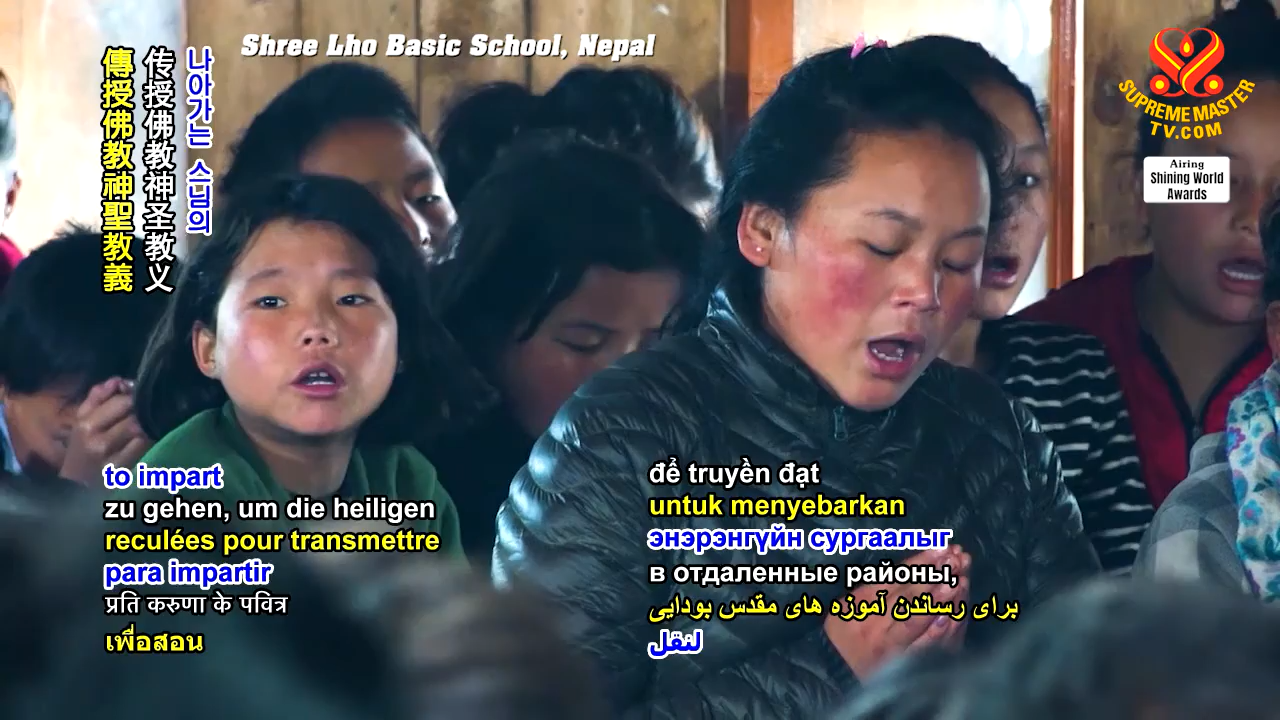 Shree Lho Basic School, Nepal
SUPREME MASTER
TV.COM
Airing
Shining World
Awards
나아가는 스님의
传授佛教神圣教义
傳授佛教神聖教義
to impart
zu gehen, um die heiligen
reculées pour transmettre
para impartir
प्रति करुणा के पवित्र
เพื่อสอน
để truyền đạt
untuk menyebarkan
энэрэнгүйн сургаалыг
в отдаленные районы,
برای رساندن آموزه های مقدس بودایی
لنقل